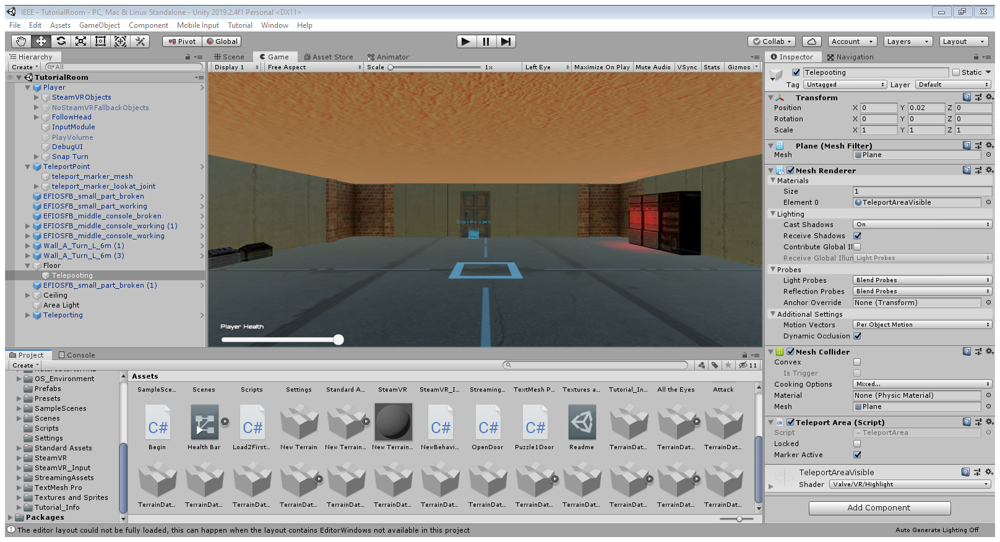 IEEE - TutorialRoom - PC, Mac & Linux Standalone - Unity 2019.2.4f1 Personal <DX11>
File Edit Assets GameObject Component Mobile Input Tutorial Window Help
Pivot Global Collab Account Layers Layout
Hierarchy
Create All
TutorialRoom
Player
SteamVRObjects
NoSteamVRFallbackObjects
FollowHead
InputModule
PlayVolume
DebugUI
Snap Turn
TeleportPoint
teleport_marker_mesh
teleport_marker_lookat_joint
EFIOSFB_small_part_broken
EFIOSFB_small_part_working
EFIOSFB_middle_console_broken
EFIOSFB_middle_console_working (1)
EFIOSFB_middle_console_working
Wall_A_Turn_L_6m (1)
Wall_A_Turn_L_6m (3)
Floor
Telepooting
EFIOSFB_small_part_broken (1)
Ceiling
Area Light
Teleporting
Scene Game Asset Store Animator
Display 1 Free Aspect Scale 1x Left Eye Maximize On Play Mute Audio VSync Stats Gizmos
Begin the Game
Player Health
Inspector Navigation
Telepooting Static
Tag Untagged Layer Default
Transform
Position X 0 Y 0.02 Z 0
Rotation X 0 Y 0 Z 0
Scale X 1 Y 1 Z 1
Plane (Mesh Filter)
Mesh Plane
Mesh Renderer
Materials
Size 1
Element 0 TeleportAreaVisible
Lighting
Cast Shadows On
Receive Shadows
Contribute Global Il
Receive Global Illun Light Probes
Probes
Light Probes Blend Probes
Reflection Probes Blend Probes
Anchor Override None (Transform)
Additional Settings
Motion Vectors Per Object Motion
Dynamic Occlusion
Mesh Collider
Convex
Is Trigger
Cooking Options Mixed...
Material None (Physic Material)
Mesh Plane
Teleport Area (Script)
Script TeleportArea
Locked
Marker Active
TeleportAreaVisible
Shader Valve/VR/Highlight
Add Component
Project Console
Create 11
OS_Environment
Prefabs
Presets
SampleScenes
Scenes
Scripts
Settings
Standard Assets
SteamVR
SteamVR_Input
StreamingAssets
TextMesh Pro
Textures and Sprites
Tutorial_Info
Packages
Assets
SampleSce... Scenes Scripts Settings Standard A... SteamVR SteamVR_I... Streaming... TextMesh P... Textures a... Tutorial_In... All the Eyes Attack
C# C# C# C# C#
Begin Health Bar Load2First... New Terrain New Terrain... New Terrain... NewBehavi... OpenDoor Puzzle1Door Readme TerrainDat... TerrainDat... TerrainDat...
TerrainDat... TerrainDat... TerrainDat... TerrainDat... TerrainDat... TerrainDat... TerrainDat... TerrainDat... TerrainDat... TerrainDat... TerrainDat... TerrainDat... TerrainDat...
The editor layout could not be fully loaded, this can happen when the layout contains EditorWindows not available in this project
Auto Generate Lighting Off